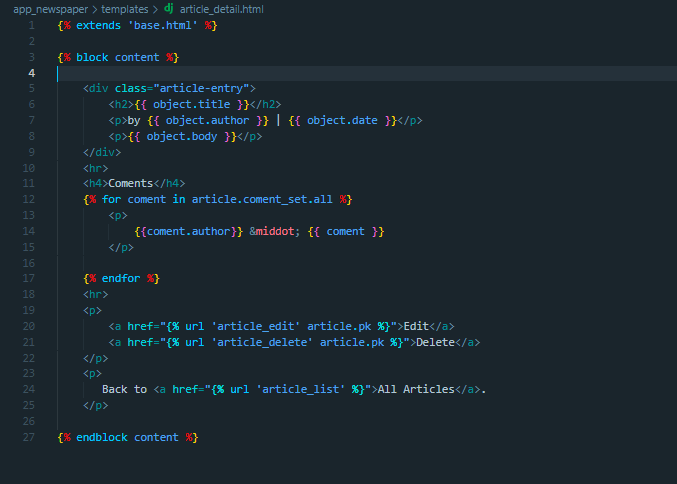 app_newspaper > templates > dj article_detail.html
1 {% extends 'base.html' %}
2
3 {% block content %}
4
5 <div class="article-entry">
6 <h2>{{ object.title }}</h2>
7 <p>by {{ object.author }} | {{ object.date }}</p>
8 <p>{{ object.body }}</p>
9 </div>
10 <hr>
11 <h4>Coments</h4>
12 {% for coment in article.coment_set.all %}
13 <p>
14 {{coment.author}} &middot; {{ coment }}
15 </p>
16
17 {% endfor %}
18 <hr>
19 <p>
20 <a href="{% url 'article_edit' article.pk %}">Edit</a>
21 <a href="{% url 'article_delete' article.pk %}">Delete</a>
22 </p>
23 <p>
24 Back to <a href="{% url 'article_list' %}">All Articles</a>.
25 </p>
26
27 {% endblock content %}